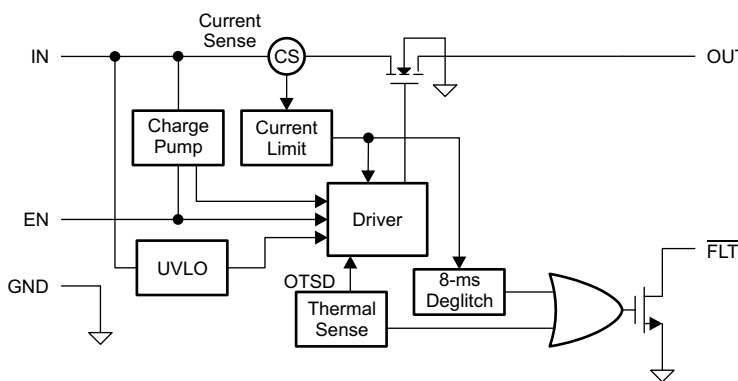 Current
Sense
IN
CS
OUT
Charge
Pump
Current
Limit
EN
Driver
UVLO
FLT
GND
OTSD
8-ms
Deglitch
Thermal
Sense